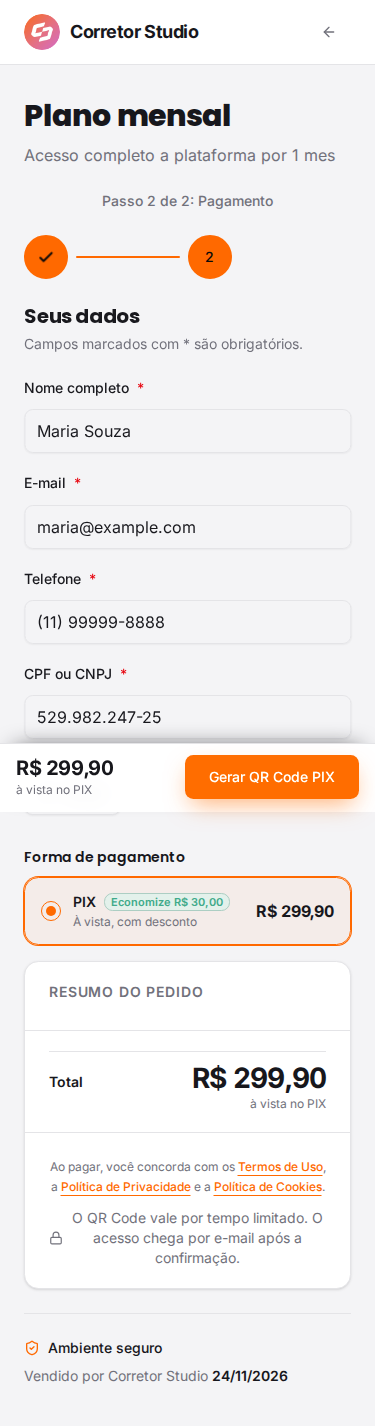 Corretor Studio
Plano mensal
Acesso completo a plataforma por 1 mes
Passo 2 de 2: Pagamento
2
Seus dados
Campos marcados com * são obrigatórios.
Nome completo *
Maria Souza
E-mail *
maria@example.com
Telefone *
(11) 99999-8888
CPF ou CNPJ *
529.982.247-25
R$ 299,90
à vista no PIX
Gerar QR Code PIX
Forma de pagamento
PIX Economize R$ 30,00
À vista, com desconto
R$ 299,90
RESUMO DO PEDIDO
Total
R$ 299,90
à vista no PIX
Ao pagar, você concorda com os Termos de Uso,
a Política de Privacidade e a Política de Cookies.
O QR Code vale por tempo limitado. O
acesso chega por e-mail após a
confirmação.
Ambiente seguro
Vendido por Corretor Studio 24/11/2026